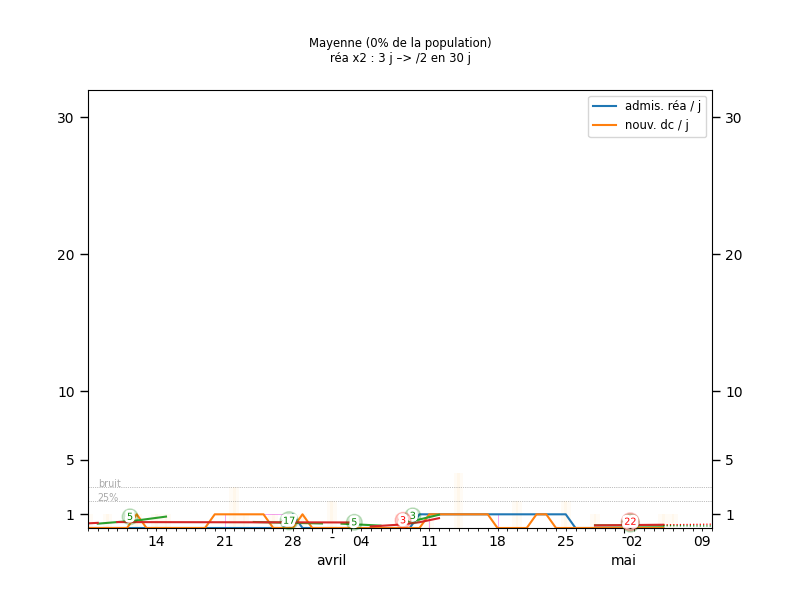 Mayenne (0% de la population)
réa x2 : 3 j –> /2 en 30 j
admis. réa / j
nouv. dc / j
30 30
20 20
10 10
5 5
bruit
25%
1 1
5 17 5 3 3 22
14 21 28 - 04 11 18 25 -02 09
avril mai